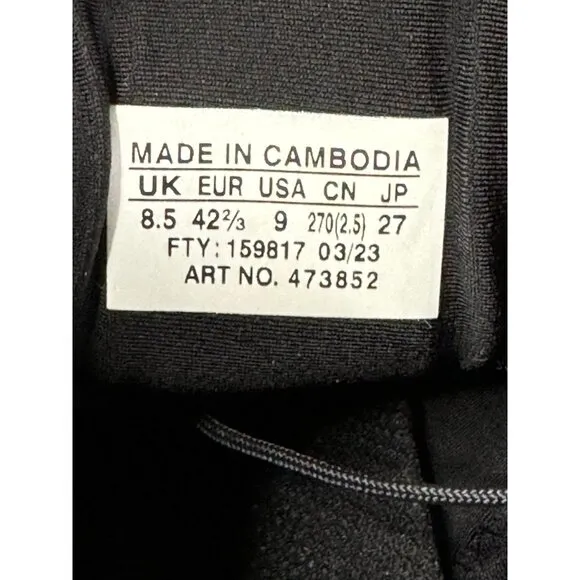 MADE IN CAMBODIA
UK EUR USA CN JP
8.5 42⅔ 9 270(2.5) 27
FTY: 159817 03/23
ART NO. 473852